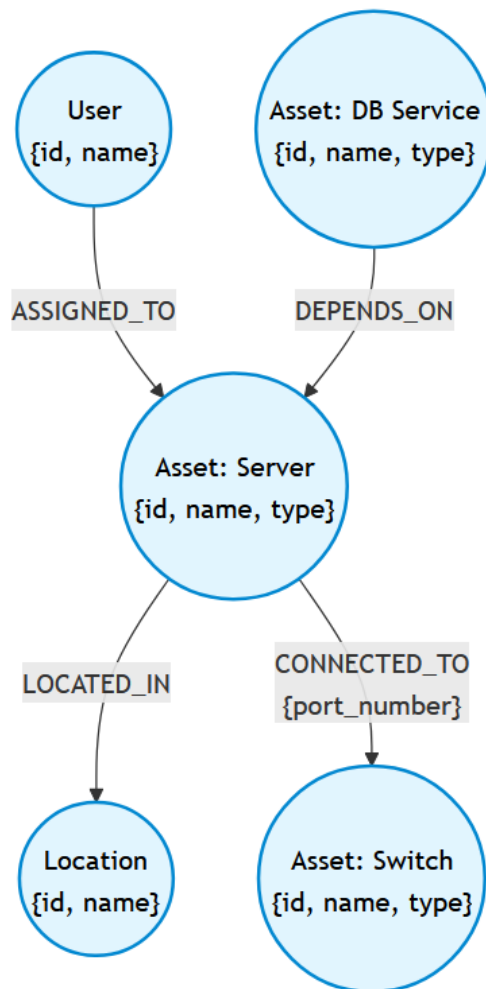 User
{id, name}
Asset: DB Service
{id, name, type}
ASSIGNED_TO
DEPENDS_ON
Asset: Server
{id, name, type}
LOCATED_IN
CONNECTED_TO
{port_number}
Location
{id, name}
Asset: Switch
{id, name, type}